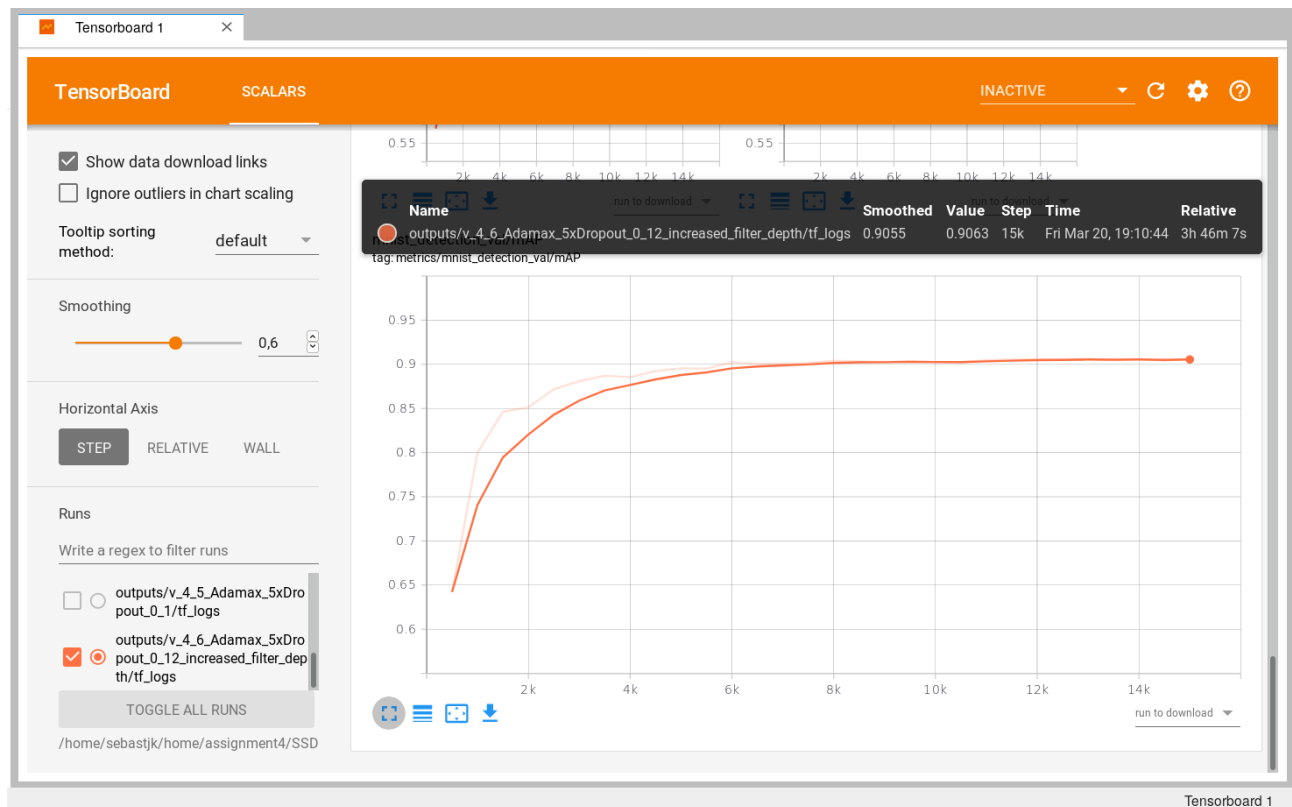 Tensorboard 1
TensorBoard
SCALARS
INACTIVE
Show data download links
Ignore outliers in chart scaling
Tooltip sorting
method:
default
Smoothing
0,6
Horizontal Axis
STEP RELATIVE WALL
Runs
Write a regex to filter runs
outputs/v_4_5_Adamax_5xDro
pout_0_1/tf_logs
outputs/v_4_6_Adamax_5xDro
pout_0_12_increased_filter_dep
th/tf_logs
TOGGLE ALL RUNS
/home/sebastjk/home/assignment4/SSD
0.55
2k 4k 6k 8k 10k 12k 14k
run to download
0.55
2k 4k 6k 8k 10k 12k 14k
run to download
Name Smoothed Value Step Time Relative
outputs/v_4_6_Adamax_5xDropout_0_12_increased_filter_depth/tf_logs 0.9055 0.9063 15k Fri Mar 20, 19:10:44 3h 46m 7s
mnist_detection_val/mAP
tag: metrics/mnist_detection_val/mAP
0.95
0.9
0.85
0.8
0.75
0.7
0.65
0.6
2k 4k 6k 8k 10k 12k 14k
run to download
Tensorboard 1